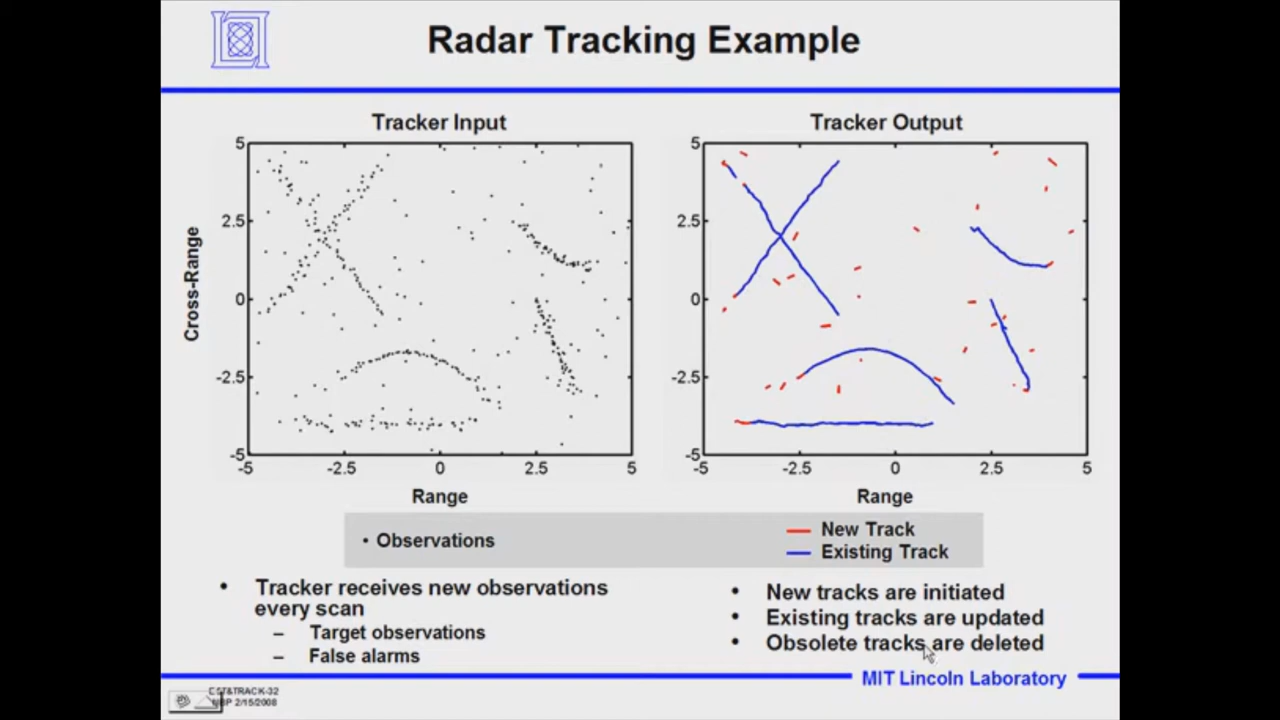 Radar Tracking Example
Tracker Input
Tracker Output
5
2.5
0
-2.5
-5
Cross-Range
-5
-2.5
0
2.5
5
Range
5
2.5
0
-2.5
-5
-5
-2.5
0
2.5
5
Range
• Observations
New Track
Existing Track
• Tracker receives new observations
every scan
– Target observations
– False alarms
• New tracks are initiated
• Existing tracks are updated
• Obsolete tracks are deleted
MIT Lincoln Laboratory
2/15/2008